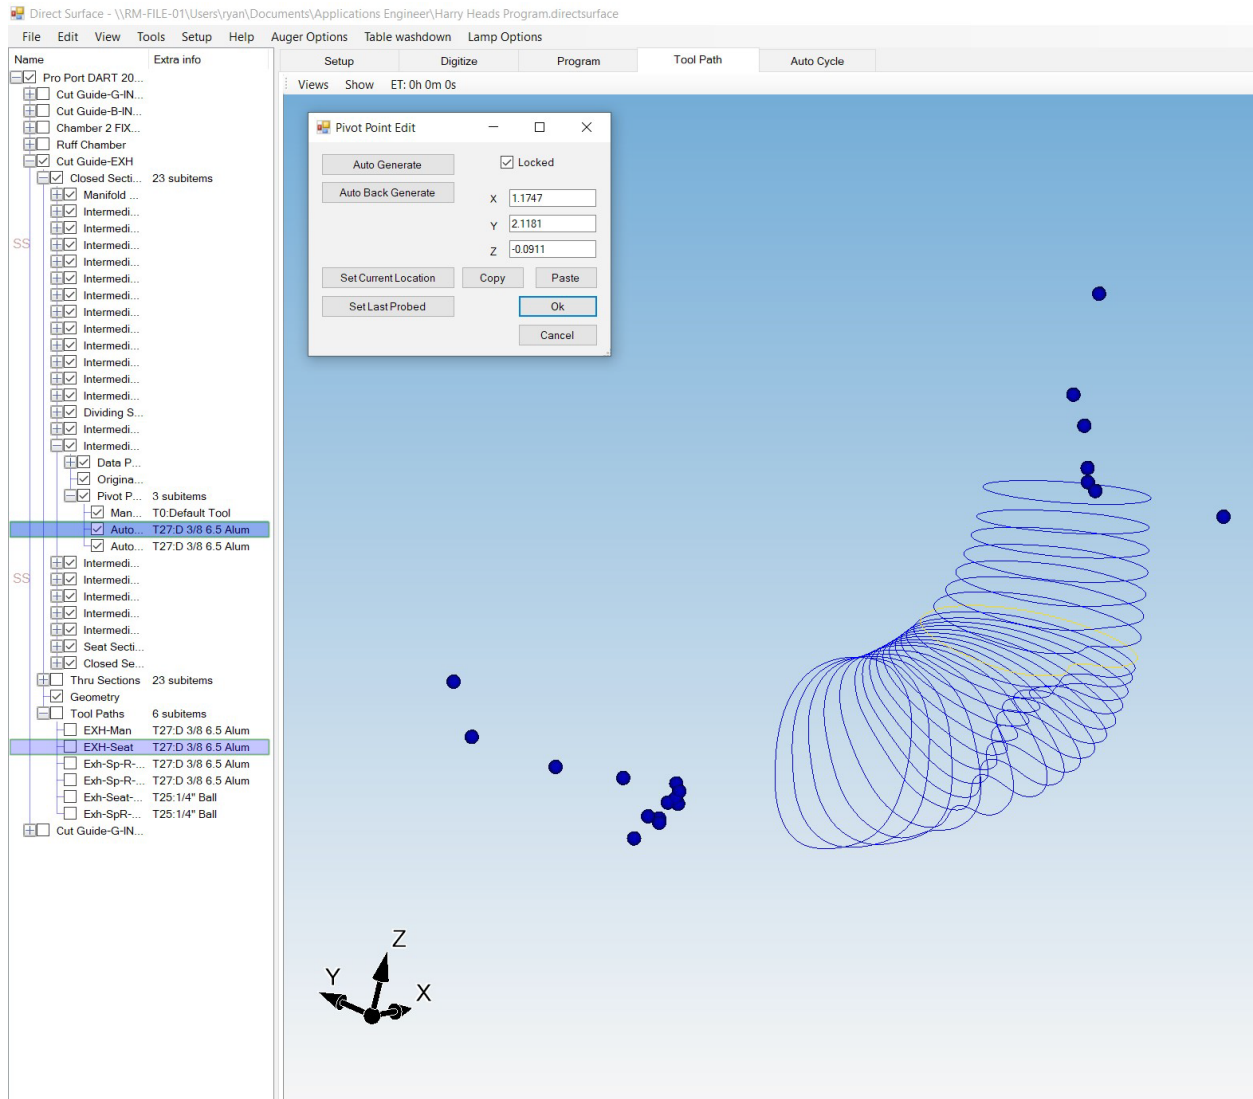 Direct Surface - \\RM-FILE-01\Users\ryan\Documents\Applications Engineer\Harry Heads Program.directsurface
File Edit View Tools Setup Help Auger Options Table washdown Lamp Options
Name Extra info
Setup Digitize Program Tool Path Auto Cycle
Views Show ET: 0h 0m 0s
Pro Port DART 20...
Cut Guide-G-IN...
Cut Guide-B-IN...
Chamber 2 FIX...
Ruff Chamber
Cut Guide-EXH
Closed Secti... 23 subitems
Manifold ...
Intermedi...
Intermedi...
SS Intermedi...
Intermedi...
Intermedi...
Intermedi...
Intermedi...
Intermedi...
Intermedi...
Intermedi...
Intermedi...
Intermedi...
Dividing S...
Intermedi...
Intermedi...
Data P...
Origina...
Pivot P... 3 subitems
Man... T0:Default Tool
Auto... T27:D 3/8 6.5 Alum
Auto... T27:D 3/8 6.5 Alum
Intermedi...
SS Intermedi...
Intermedi...
Intermedi...
Intermedi...
Seat Secti...
Closed Se...
Thru Sections 23 subitems
Geometry
Tool Paths 6 subitems
EXH-Man T27:D 3/8 6.5 Alum
EXH-Seat T27:D 3/8 6.5 Alum
Exh-Sp-R-... T27:D 3/8 6.5 Alum
Exh-Sp-R-... T27:D 3/8 6.5 Alum
Exh-Seat-... T25:1/4" Ball
Exh-SpR-... T25:1/4" Ball
Cut Guide-G-IN...
Pivot Point Edit
Auto Generate Locked
Auto Back Generate
X 1.1747
Y 2.1181
Z -0.0911
Set Current Location Copy Paste
Set Last Probed Ok
Cancel
Z
Y
X